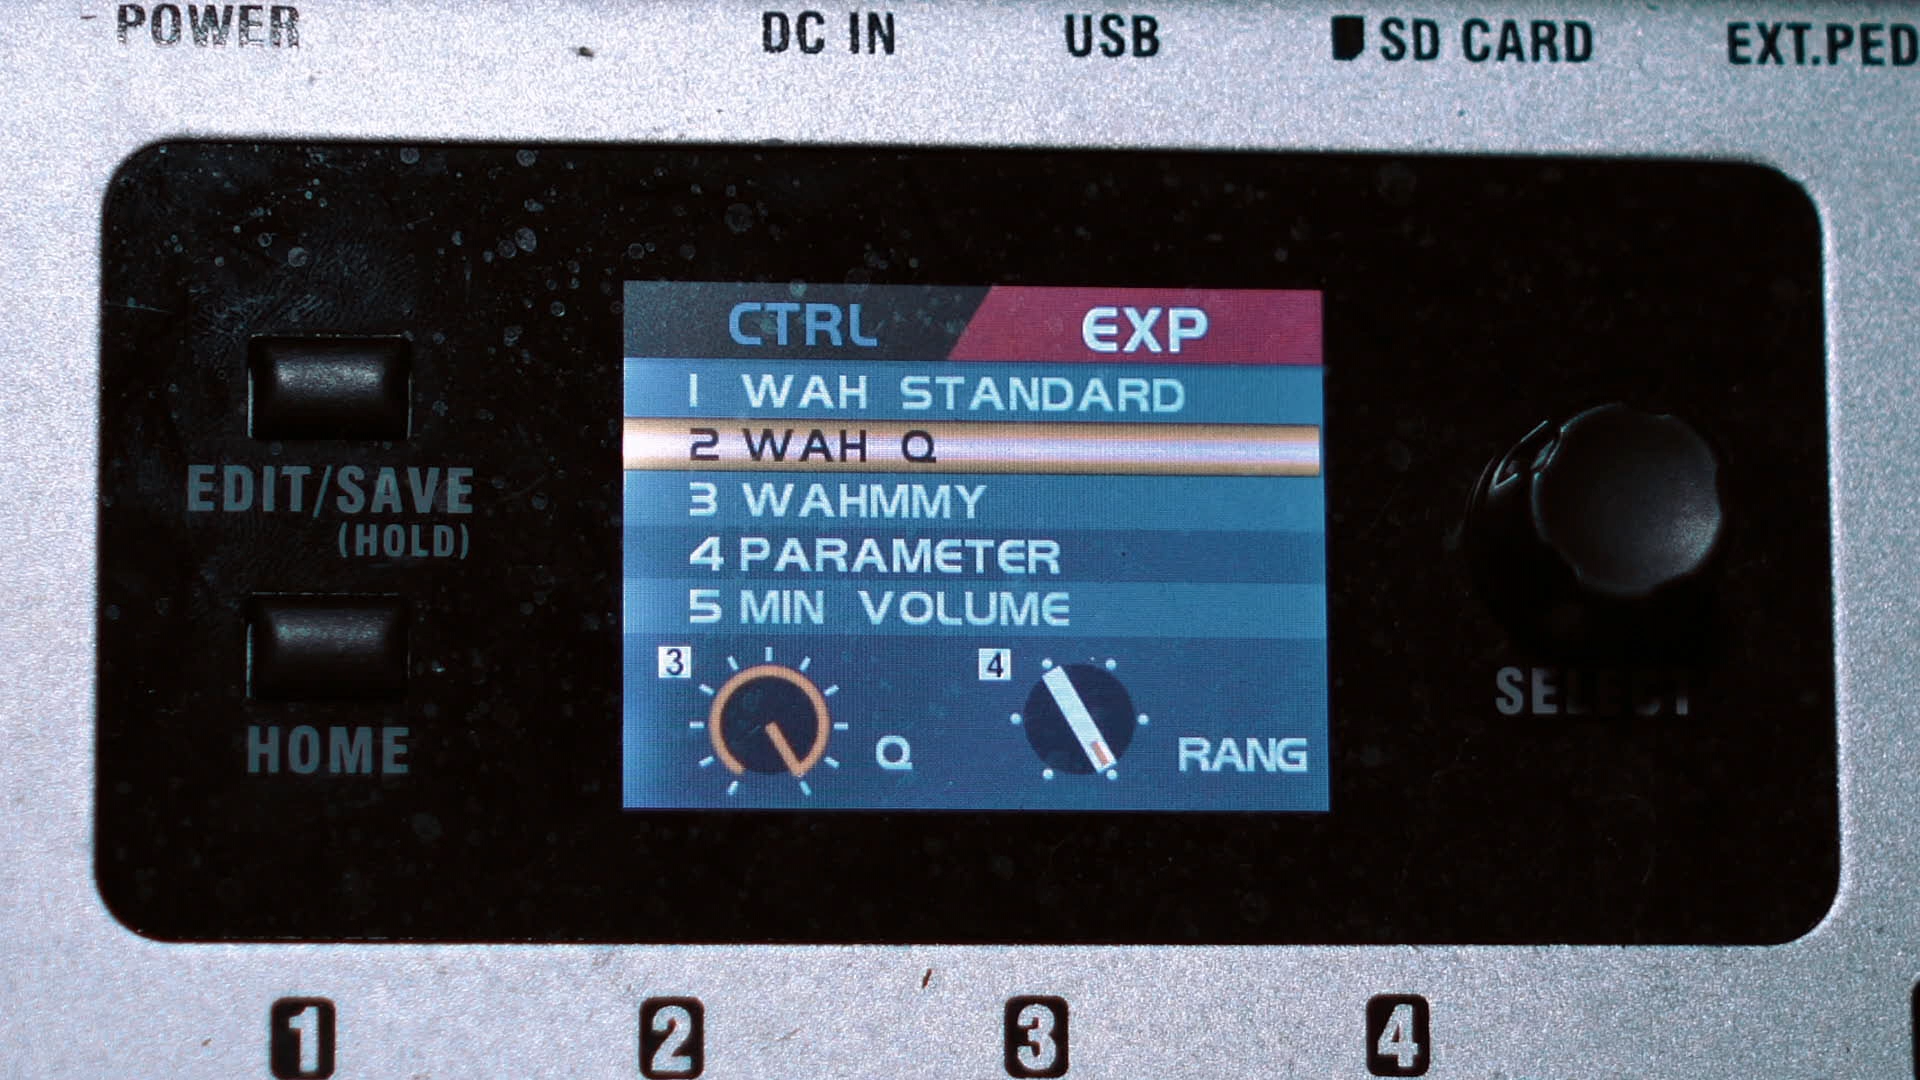 POWER DC IN USB SD CARD EXT.PED
CTRL EXP
1 WAH STANDARD
2 WAH Q
3 WAHMMY
4 PARAMETER
5 MIN VOLUME
3 Q 4 RANG
EDIT/SAVE
(HOLD)
HOME
SELECT
1 2 3 4